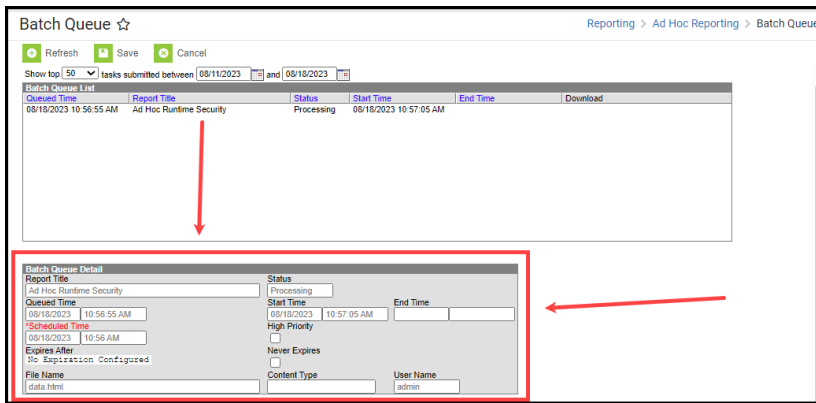 Batch Queue
Reporting > Ad Hoc Reporting > Batch Queue
Refresh Save Cancel
Show top 50 tasks submitted between 08/11/2023 and 08/18/2023
Batch Queue List
Queued Time Report Title Status Start Time End Time Download
08/18/2023 10:56:55 AM Ad Hoc Runtime Security Processing 08/18/2023 10:57:05 AM
Batch Queue Detail
Report Title Status
Ad Hoc Runtime Security Processing
Queued Time Start Time End Time
08/18/2023 10:56:55 AM 08/18/2023 10:57:05 AM
*Scheduled Time High Priority
08/18/2023 10:56 AM
Expires After Never Expires
No Expiration Configured
File Name Content Type User Name
data.html admin